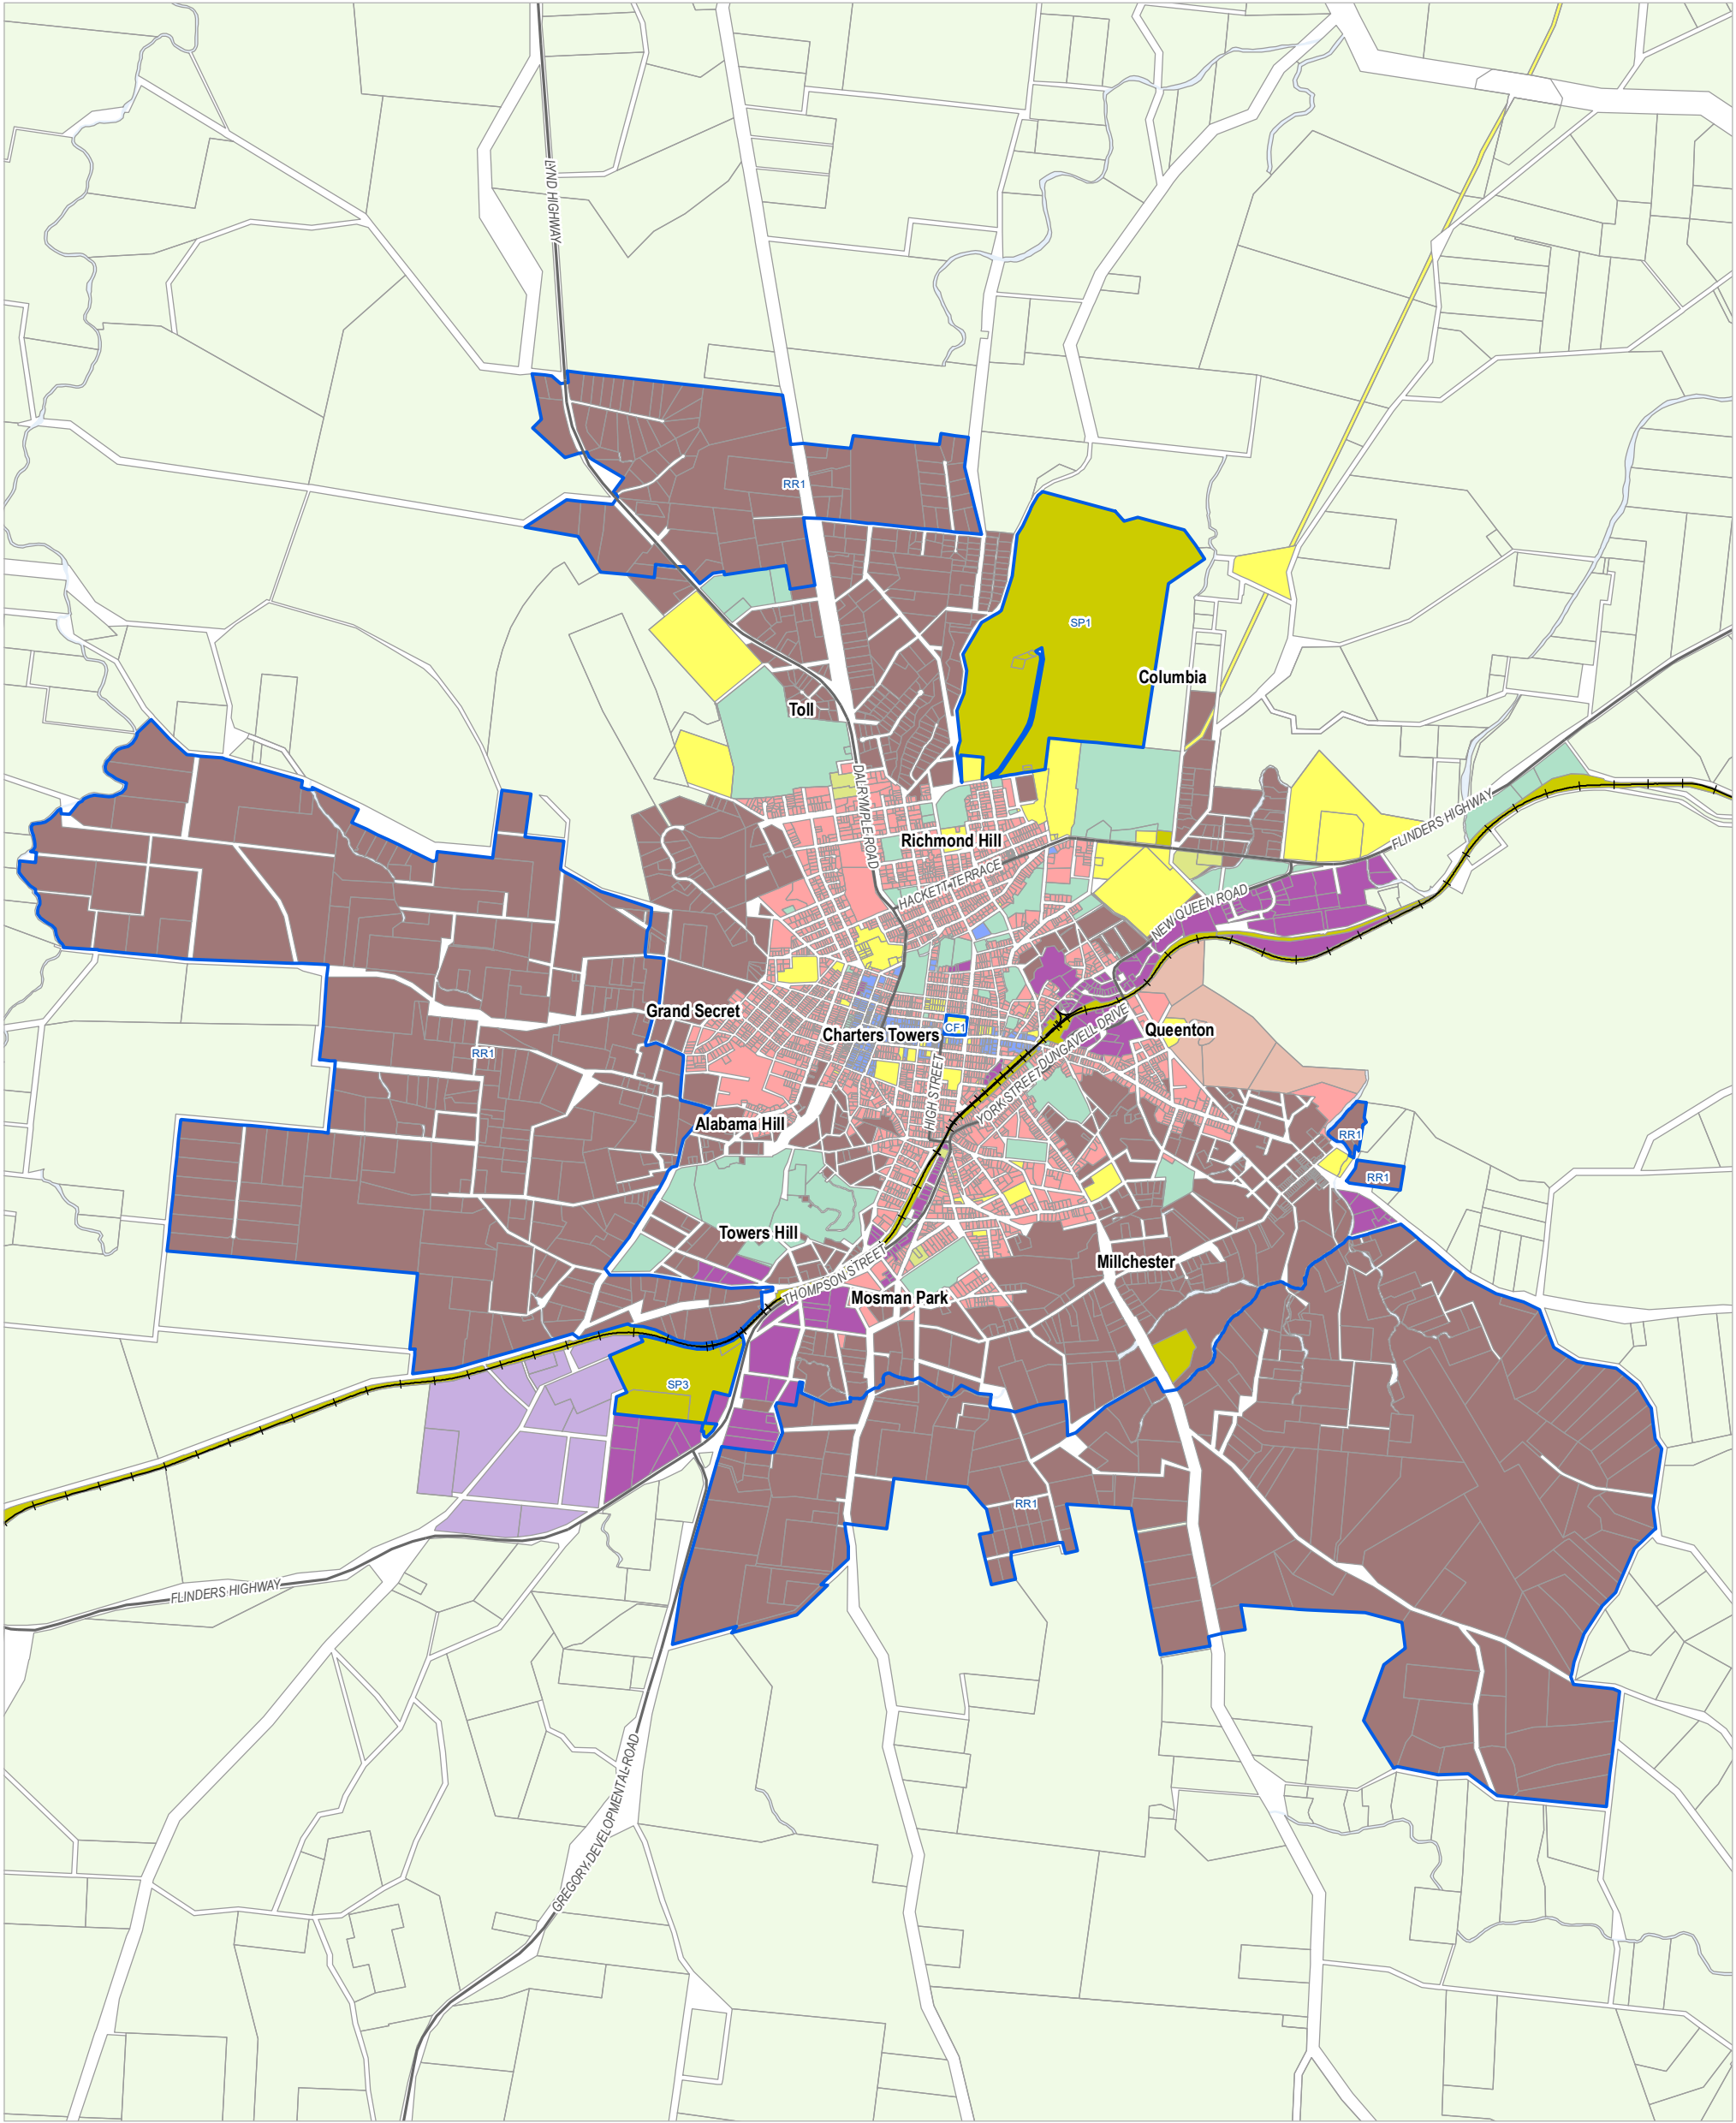 LYND HIGHWAY
RR1
SP1
Columbia
Toll
DALRYMPLE ROAD
FLINDERS HIGHWAY
Richmond Hill
HACKETT TERRACE
NEW QUEEN ROAD
Grand Secret
CF1
Charters Towers
Queenton
RR1
DUNGAVELL DRIVE
HIGH STREET
YORK STREET
Alabama Hill
RR1
RR1
Towers Hill
THOMPSON STREET
Millchester
Mosman Park
SP3
RR1
FLINDERS HIGHWAY
GREGORY DEVELOPMENTAL ROAD